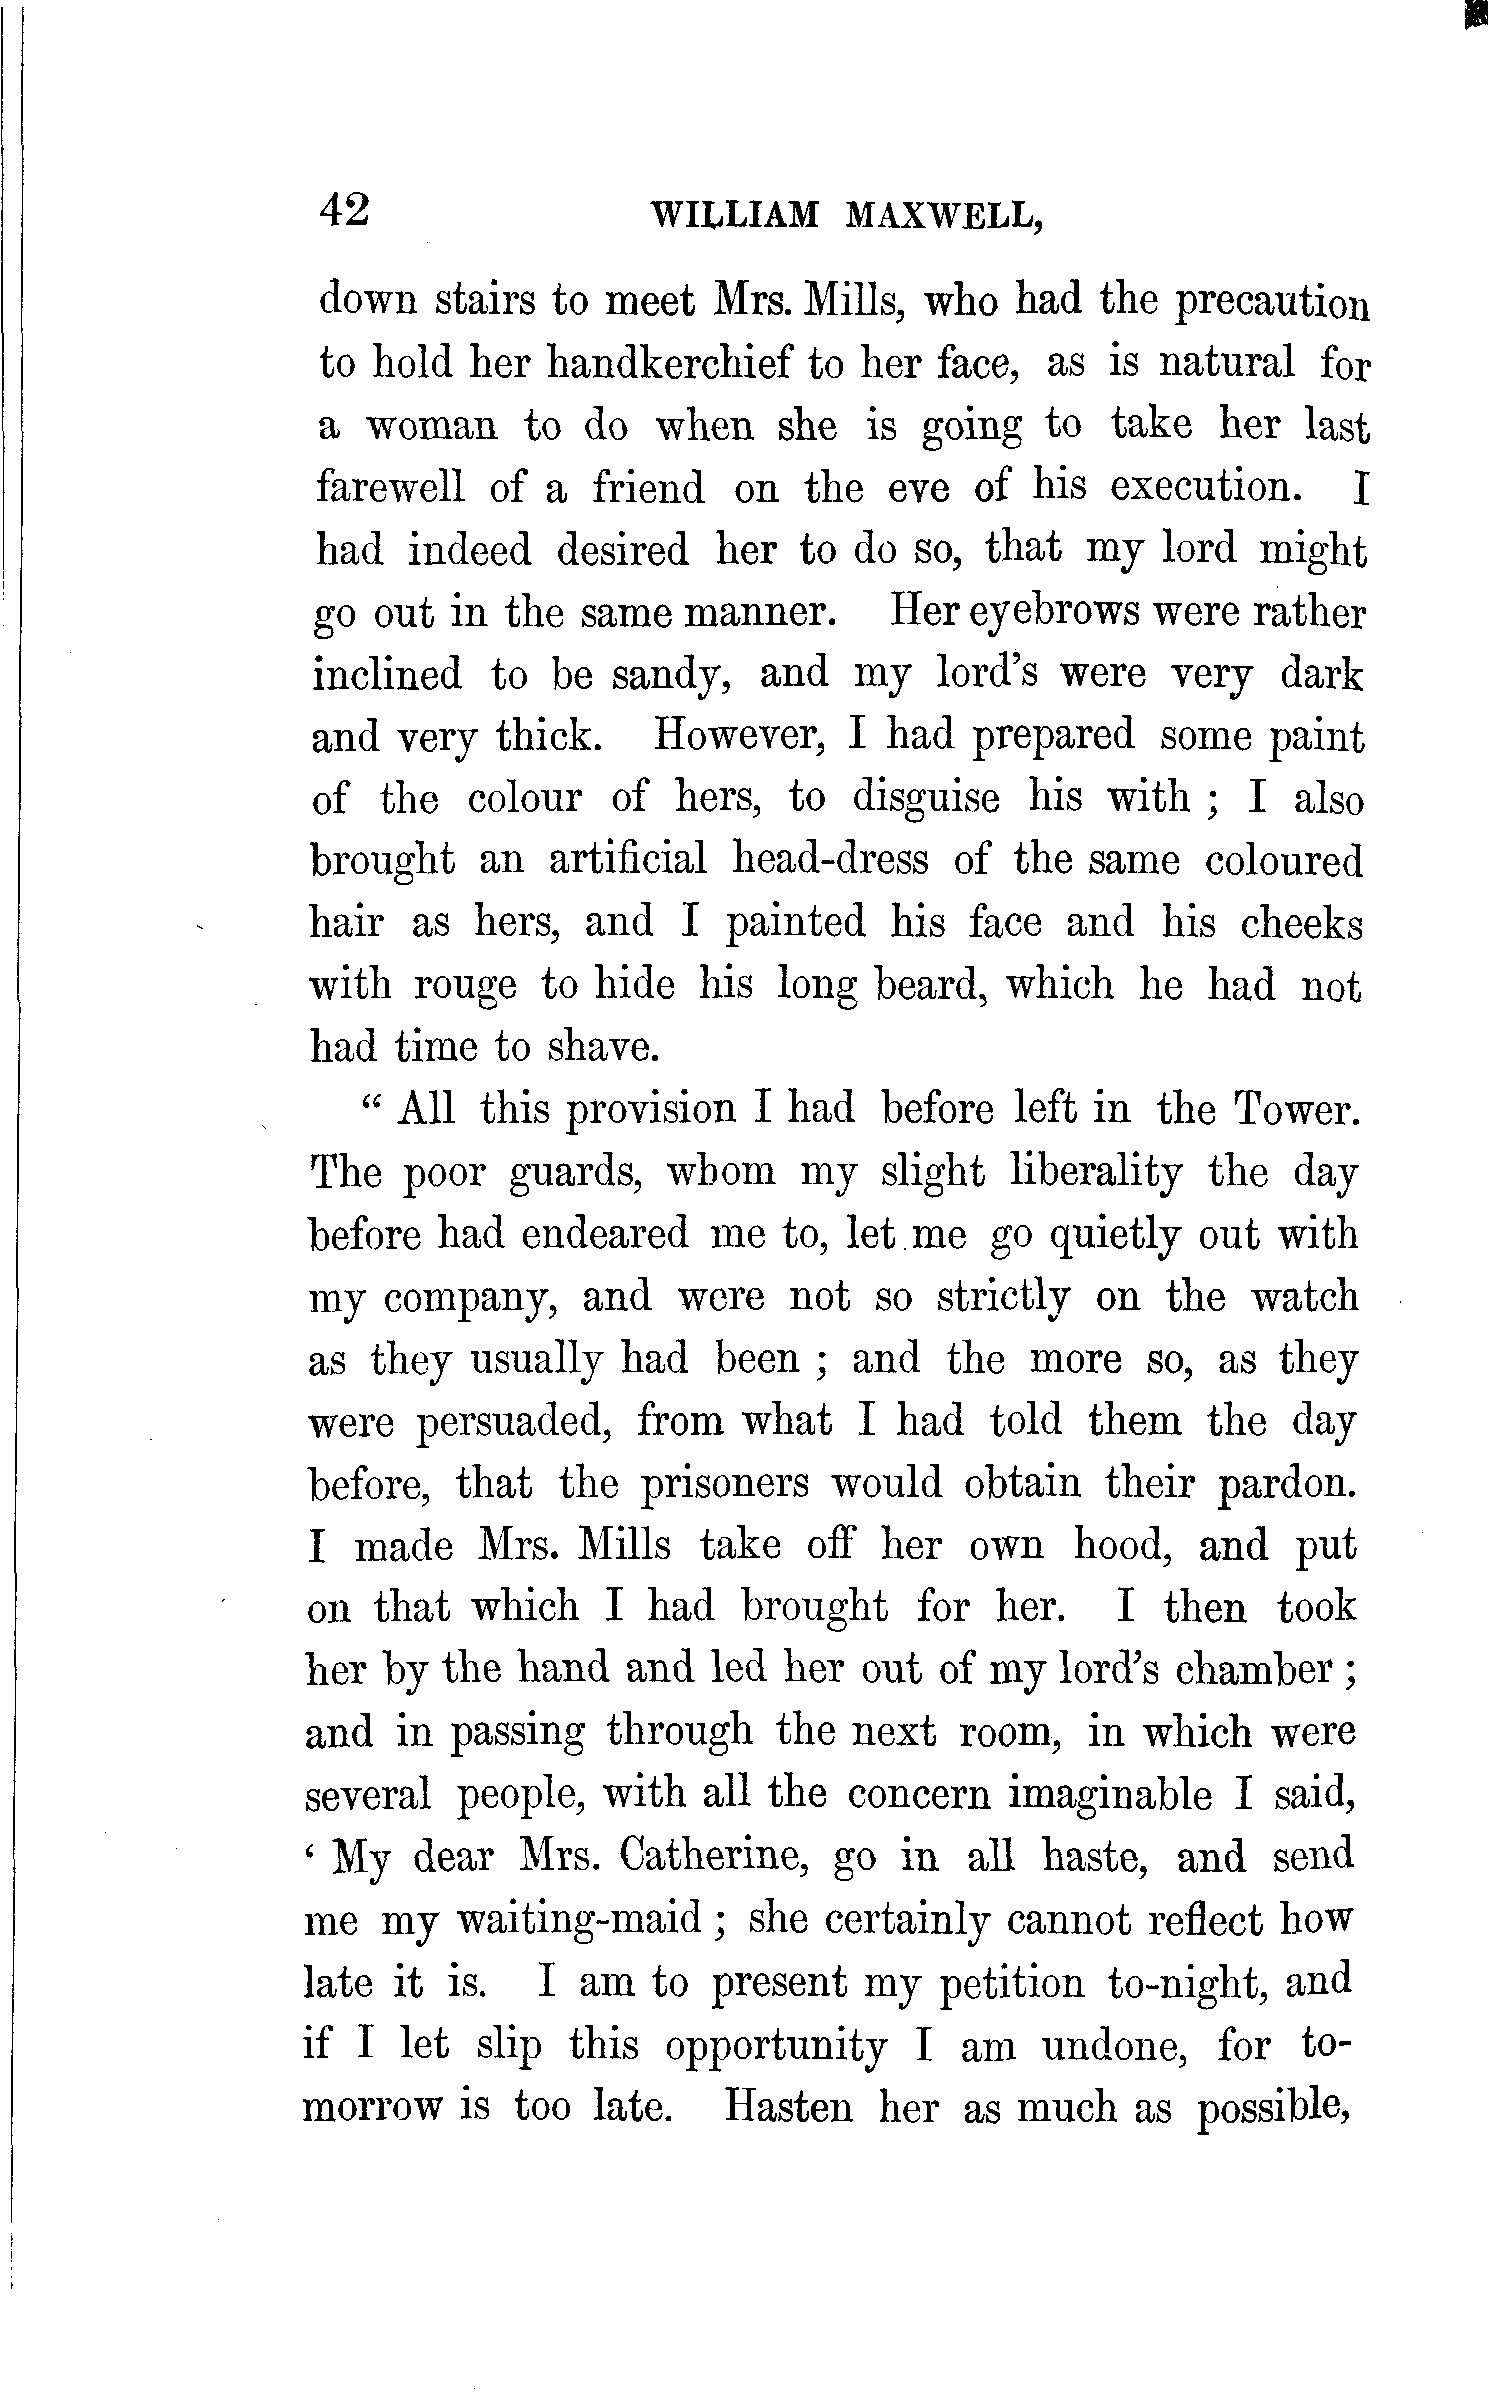 42 WILLIAM MAXWELL,
down stairs to meet Mrs. Mills, who had the precaution
to hold her handkerchief to her face, as is natural for
a woman to do when she is going to take her last
farewell of a friend on the eve of his execution. I
had indeed desired her to do so, that my lord might
go out in the same manner. Her eyebrows were rather
inclined to be sandy, and my lord's were very dark
and very thick. However, I had prepared some paint
of the colour of hers, to disguise his with ; I also
brought an artificial head-dress of the same coloured
hair as hers, and I painted his face and his cheeks
with rouge to hide his long beard, which he had not
had time to shave.
“ All this provision I had before left in the Tower.
The poor guards, whom my slight liberality the day
before had endeared me to, let me go quietly out with
my company, and were not so strictly on the watch
as they usually had been ; and the more so, as they
were persuaded, from what I had told them the day
before, that the prisoners would obtain their pardon.
I made Mrs. Mills take off her own hood, and put
on that which I had brought for her. I then took
her by the hand and led her out of my lord's chamber ;
and in passing through the next room, in which were
several people, with all the concern imaginable I said,
‘ My dear Mrs. Catherine, go in all haste, and send
me my waiting-maid ; she certainly cannot reflect how
late it is. I am to present my petition to-night, and
if I let slip this opportunity I am undone, for to-
morrow is too late. Hasten her as much as possible,